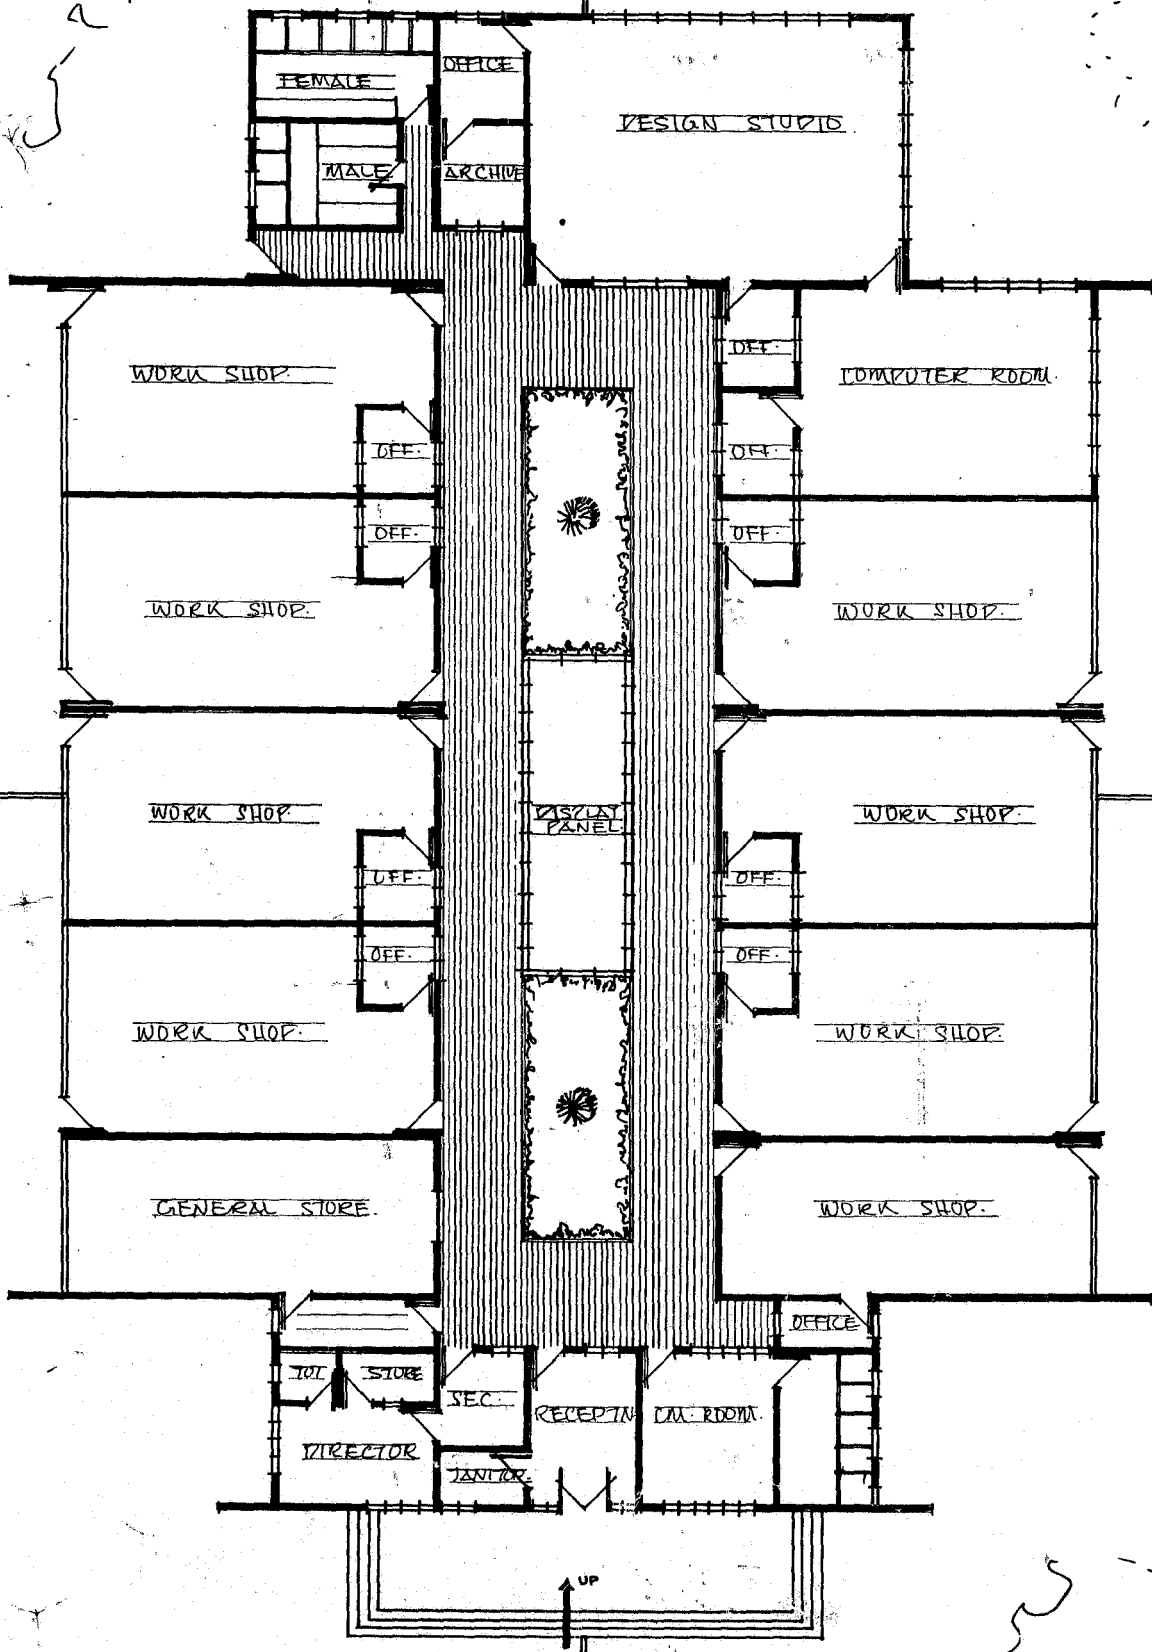 OFFICE
FEMALE
DESIGN STUDIO
MALE
ARCHIVE
OFF.
WORK SHOP.
COMPUTER ROOM.
OFF.
OFF.
OFF.
OFF.
WORK SHOP.
WORK SHOP.
WORK SHOP.
DISPLAY
PANEL.
WORK SHOP.
OFF.
OFF.
OFF.
OFF.
WORK SHOP.
WORK SHOP.
GENERAL STORE.
WORK SHOP.
OFFICE
TOI
STORE
SEC.
RECEPTN
CM. ROOM.
DIRECTOR
JANITOR.
UP